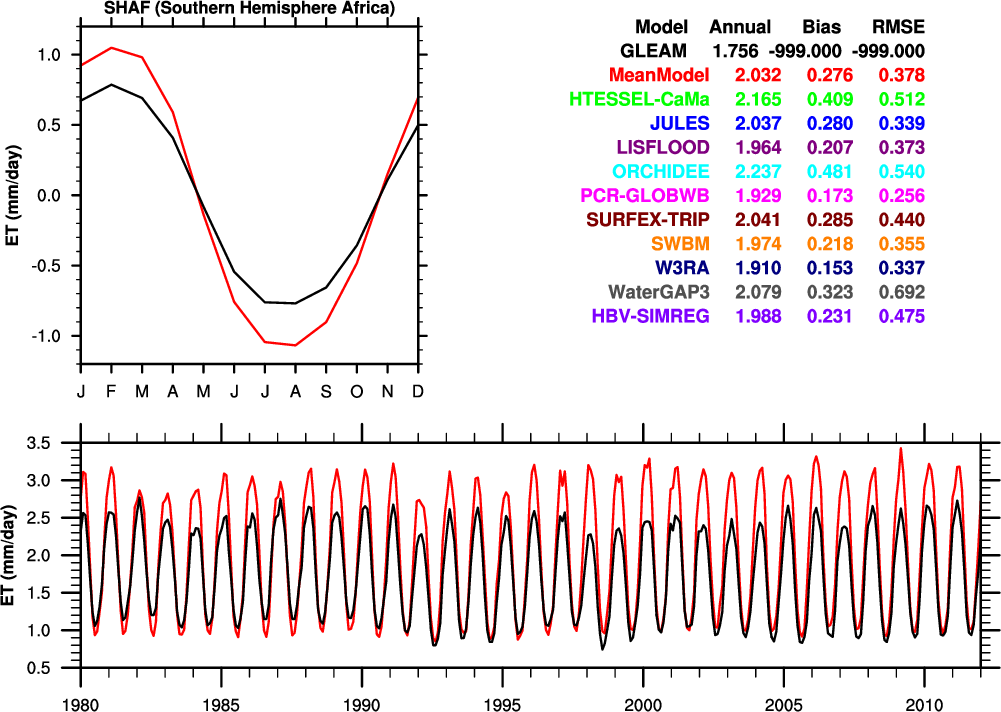 SHAF (Southern Hemisphere Africa)
ET (mm/day)
1.0
0.5
0.0
-0.5
-1.0
J F M A M J J A S O N D
Model Annual Bias RMSE
GLEAM 1.756 -999.000 -999.000
MeanModel 2.032 0.276 0.378
HTESSEL-CaMa 2.165 0.409 0.512
JULES 2.037 0.280 0.339
LISFLOOD 1.964 0.207 0.373
ORCHIDEE 2.237 0.481 0.540
PCR-GLOBWB 1.929 0.173 0.256
SURFEX-TRIP 2.041 0.285 0.440
SWBM 1.974 0.218 0.355
W3RA 1.910 0.153 0.337
WaterGAP3 2.079 0.323 0.692
HBV-SIMREG 1.988 0.231 0.475
ET (mm/day)
3.5
3.0
2.5
2.0
1.5
1.0
0.5
1980 1985 1990 1995 2000 2005 2010